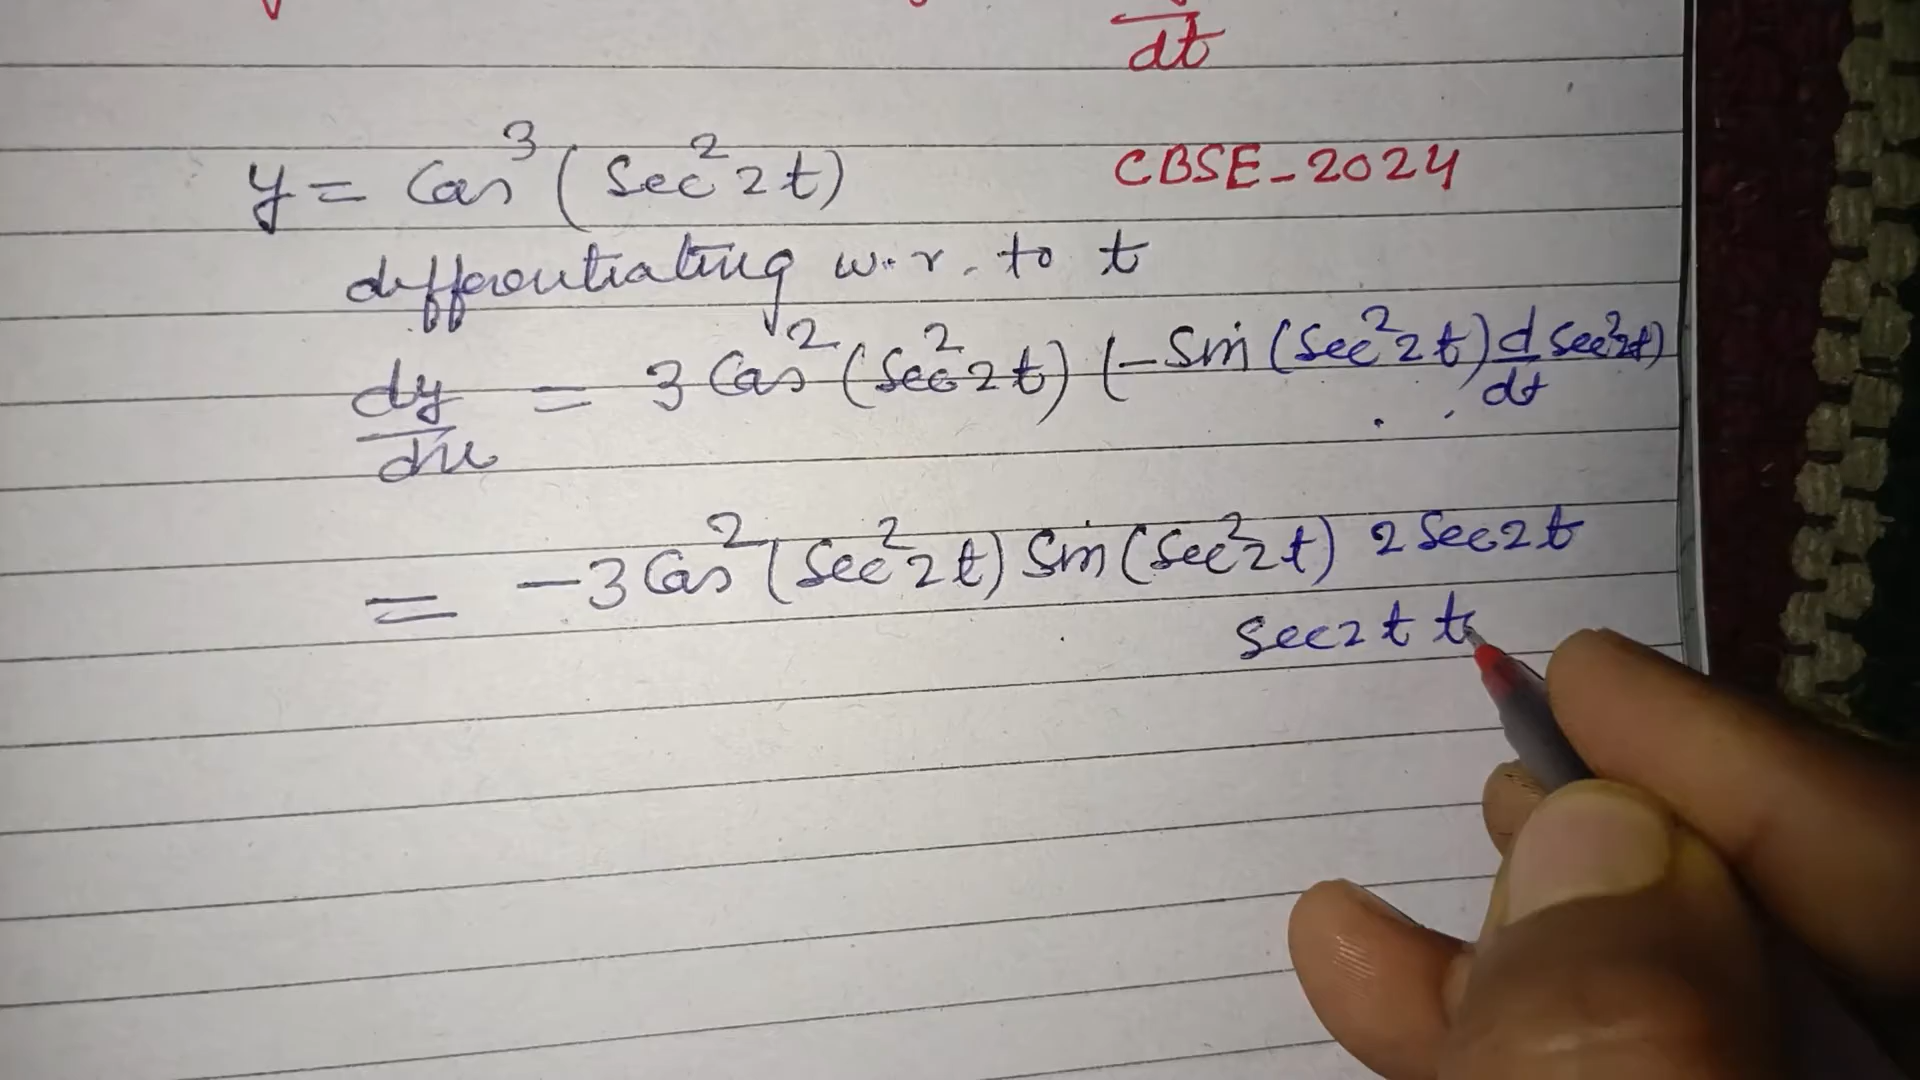 dt
y = Cos³ (Sec² 2t) CBSE-2024
differentiating w.r. to t
dy/dx = 3 Cos² (Sec² 2t) (-Sin (Sec² 2t) d/dt Sec² 2t)
= -3 Cos² (Sec² 2t) Sin (Sec² 2t) 2 Sec 2t
Sec 2t t